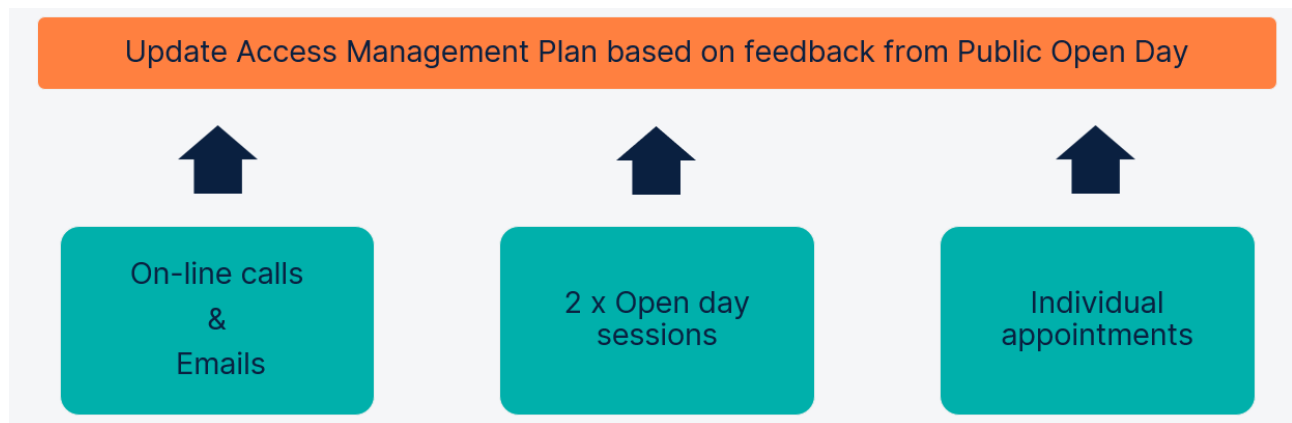 Update Access Management Plan based on feedback from Public Open Day
On-line calls
&
Emails
2 x Open day
sessions
Individual
appointments